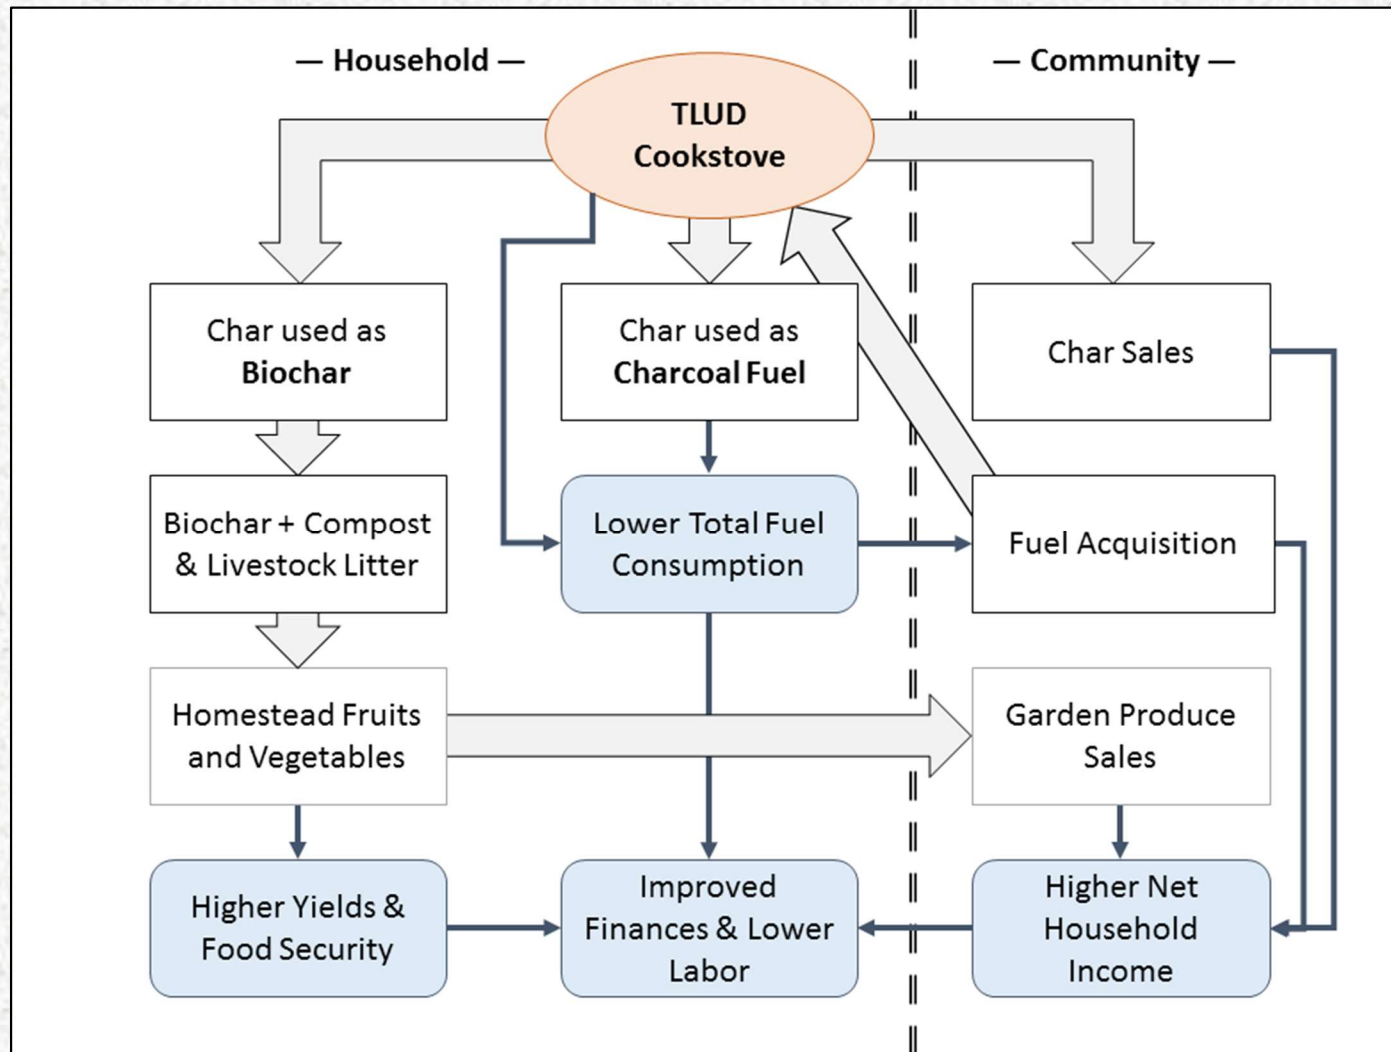 — Household —
— Community —
TLUD
Cookstove
Char used as
Biochar
Char used as
Charcoal Fuel
Char Sales
Biochar + Compost
& Livestock Litter
Lower Total Fuel
Consumption
Fuel Acquisition
Homestead Fruits
and Vegetables
Garden Produce
Sales
Higher Yields &
Food Security
Improved
Finances & Lower
Labor
Higher Net
Household
Income